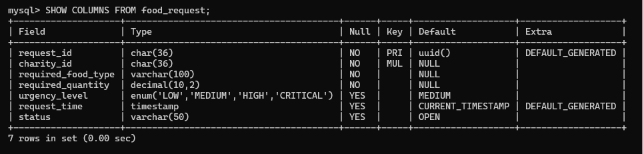 mysql> SHOW COLUMNS FROM food_request;
+--------------------+----------------------------------------+------+-----+-------------------+-------------------+
| Field | Type | Null | Key | Default | Extra |
+--------------------+----------------------------------------+------+-----+-------------------+-------------------+
| request_id | char(36) | NO | PRI | uuid() | DEFAULT_GENERATED |
| charity_id | char(36) | NO | MUL | NULL | |
| required_food_type | varchar(100) | NO | | NULL | |
| required_quantity | decimal(10,2) | NO | | NULL | |
| urgency_level | enum('LOW','MEDIUM','HIGH','CRITICAL') | YES | | MEDIUM | |
| request_time | timestamp | YES | | CURRENT_TIMESTAMP | DEFAULT_GENERATED |
| status | varchar(50) | YES | | OPEN | |
+--------------------+----------------------------------------+------+-----+-------------------+-------------------+
7 rows in set (0.00 sec)